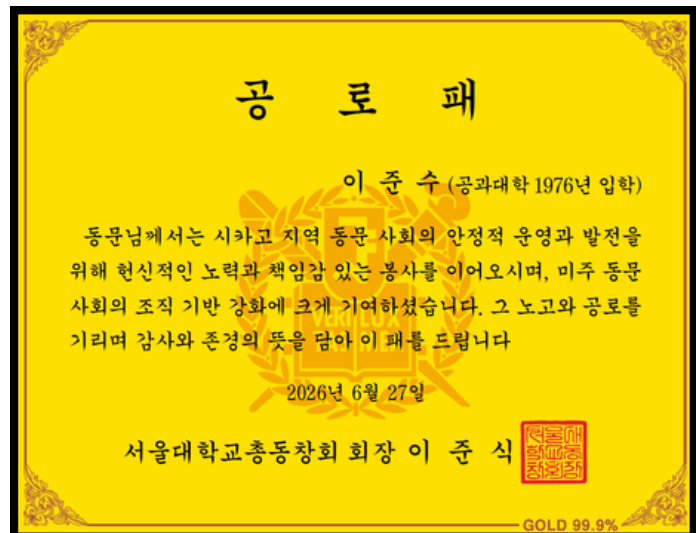 공 로 패
이 준 수 (공과대학 1976년 입학)
동문님께서는 시카고 지역 동문 사회의 안정적 운영과 발전을
위해 헌신적인 노력과 책임감 있는 봉사를 이어오시며, 미주 동문
사회의 조직 기반 강화에 크게 기여하셨습니다. 그 노고와 공로를
기리며 감사와 존경의 뜻을 담아 이 패를 드립니다
VERI LUX
2026년 6월 27일
서울대학교총동창회 회장 이 준 식
GOLD 99.9%